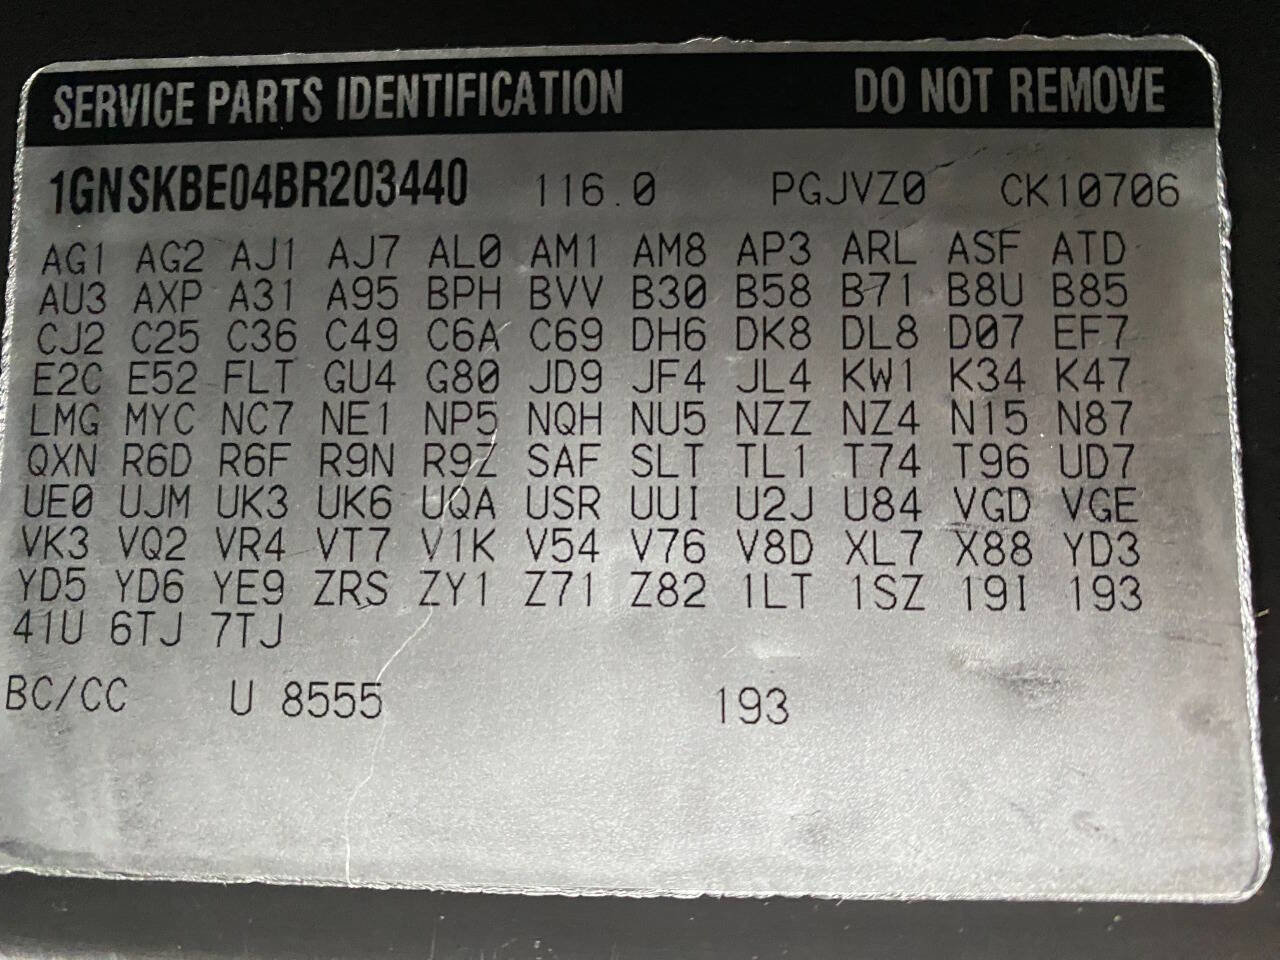 SERVICE PARTS IDENTIFICATION DO NOT REMOVE
1GNSKBE04BR203440 116.0 PGJVZ0 CK10706
AG1 AG2 AJ1 AJ7 AL0 AM1 AM8 AP3 ARL ASF ATD
AU3 AXP A31 A95 BPH BVV B30 B58 B71 B8U B85
CJ2 C25 C36 C49 C6A C69 DH6 DK8 DL8 D07 EF7
E2C E52 FLT GU4 G80 JD9 JF4 JL4 KW1 K34 K47
LMG MYC NC7 NE1 NP5 NQH NU5 NZZ NZ4 N15 N87
QXN R6D R6F R9N R9Z SAF SLT TL1 T74 T96 UD7
UE0 UJM UK3 UK6 UQA USR UUI U2J U84 VGD VGE
VK3 VQ2 VR4 VT7 V1K V54 V76 V8D XL7 X88 YD3
YD5 YD6 YE9 ZRS ZY1 Z71 Z82 1LT 1SZ 19I 193
41U 6TJ 7TJ
BC/CC U 8555 193